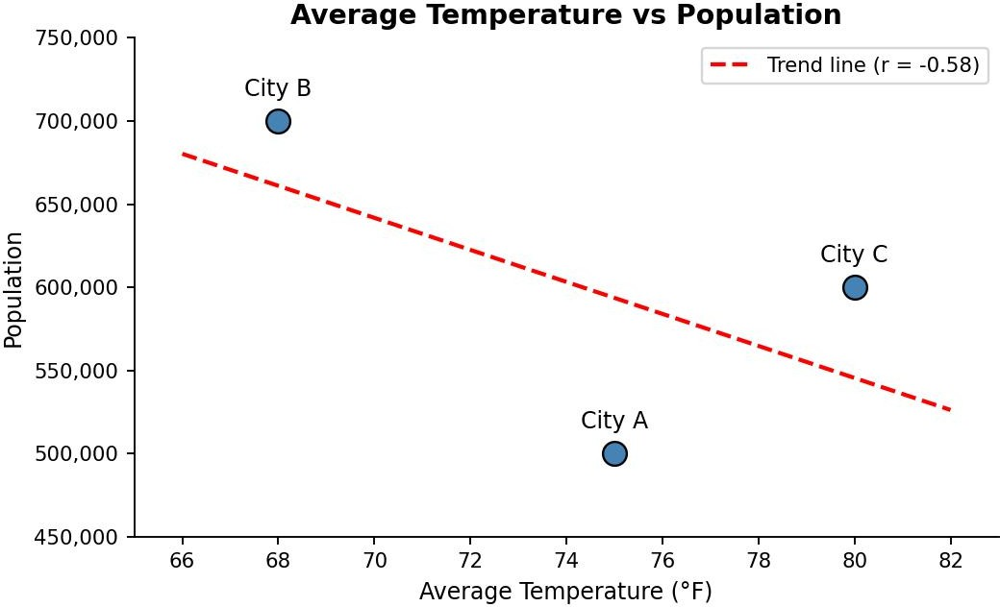 Average Temperature vs Population
Trend line (r = -0.58)
750,000
700,000
650,000
600,000
550,000
500,000
450,000
Population
City B
City C
City A
66 68 70 72 74 76 78 80 82
Average Temperature (°F)